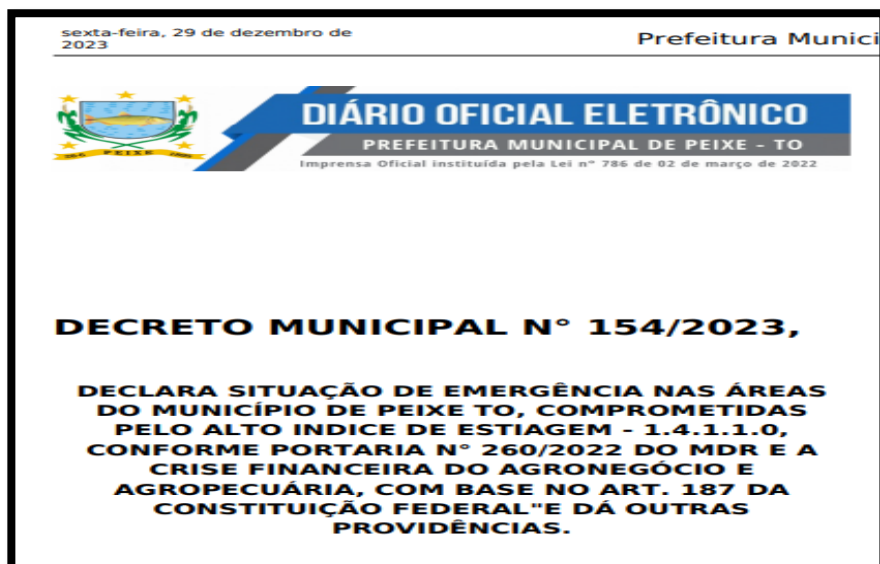 sexta-feira, 29 de dezembro de
2023
Prefeitura Munici
DIÁRIO OFICIAL ELETRÔNICO
PREFEITURA MUNICIPAL DE PEIXE - TO
Imprensa Oficial instituída pela Lei nº 786 de 02 de março de 2022
PEIXE
DECRETO MUNICIPAL N° 154/2023,
DECLARA SITUAÇÃO DE EMERGÊNCIA NAS ÁREAS
DO MUNICÍPIO DE PEIXE TO, COMPROMETIDAS
PELO ALTO INDICE DE ESTIAGEM - 1.4.1.1.0,
CONFORME PORTARIA N° 260/2022 DO MDR E A
CRISE FINANCEIRA DO AGRONEGÓCIO E
AGROPECUÁRIA, COM BASE NO ART. 187 DA
CONSTITUIÇÃO FEDERAL"E DÁ OUTRAS
PROVIDÊNCIAS.